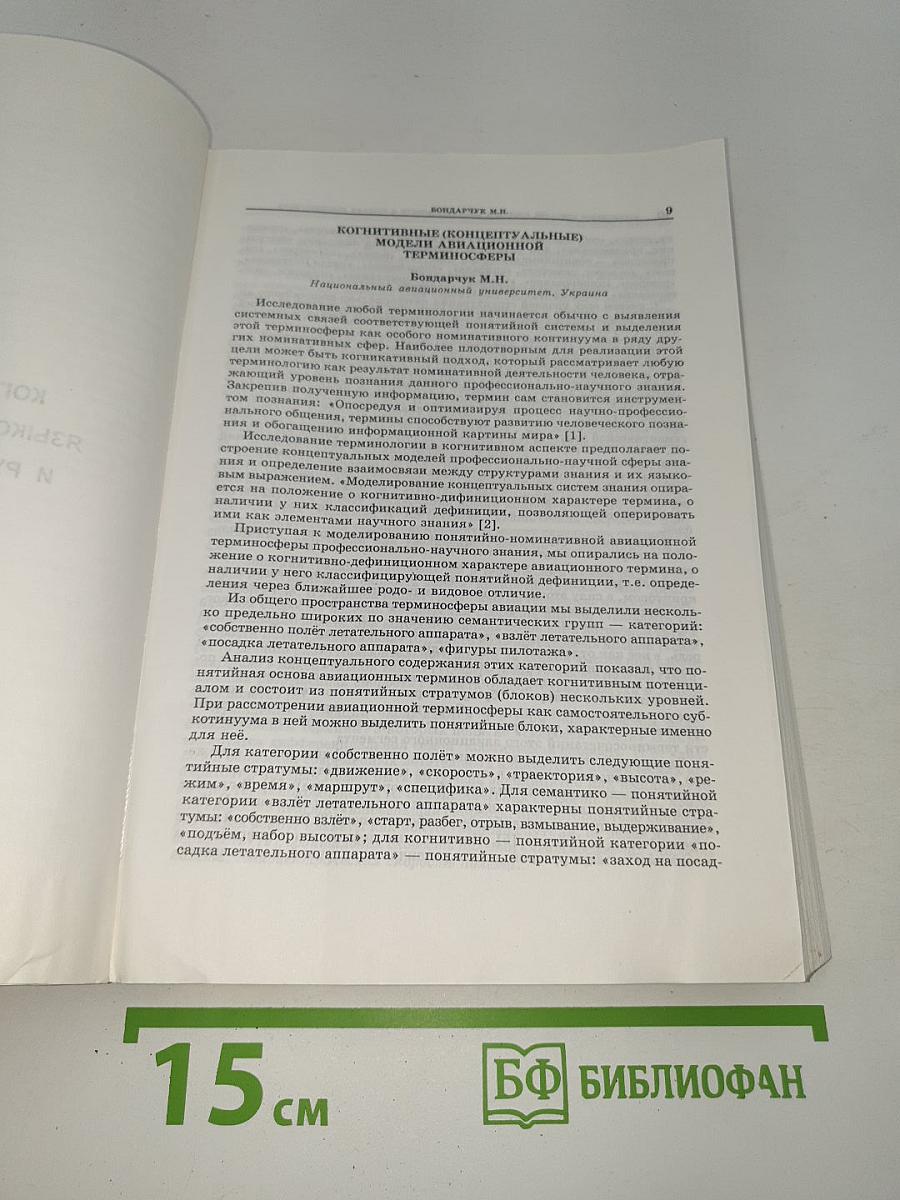 БОНДАРЧУК М.Н. 9
КОГНИТИВНЫЕ (КОНЦЕПТУАЛЬНЫЕ)
МОДЕЛИ АВИАЦИОННОЙ
ТЕРМИНОСФЕРЫ
Бондарчук М.Н.
Национальный авиационный университет, Украина
Исследование любой терминологии начинается обычно с выявления
системных связей соответствующей понятийной системы и выделения
этой терминосферы как особого номинативного континуума в ряду дру-
гих номинативных сфер. Наиболее плодотворным для реализации этой
цели может быть когникативный подход, который рассматривает любую
терминологию как результат номинативной деятельности человека, отра-
жающий уровень познания данного профессионально-научного знания.
Закрепив полученную информацию, термин сам становится инструмен-
том познания: «Опосредуя и оптимизируя процесс научно-профессио-
нального общения, термины способствуют развитию человеческого позна-
ния и обогащению информационной картины мира» [1].
Исследование терминологии в когнитивном аспекте предполагает по-
строение концептуальных моделей профессионально-научной сферы зна-
ния и определение взаимосвязи между структурами знания и их языко-
вым выражением. «Моделирование концептуальных систем знания опира-
ется на положение о когнитивно-дифиниционном характере термина, о
наличии у них классификаций дефиниции, позволяющей оперировать
ими как элементами научного знания» [2].
Приступая к моделированию понятийно-номинативной авиационной
терминосферы профессионально-научного знания, мы опирались на поло-
жение о когнитивно-дефиниционном характере авиационного термина, о
наличии у него классифицирующей понятийной дефиниции, т.е. опреде-
ления через ближайшее родо- и видовое отличие.
Из общего пространства терминосферы авиации мы выделили несколь-
ко предельно широких по значению семантических групп — категорий:
«собственно полёт летательного аппарата», «взлёт летательного аппарата»,
«посадка летательного аппарата», «фигуры пилотажа».
Анализ концептуального содержания этих категорий показал, что по-
нятийная основа авиационных терминов обладает когнитивным потенци-
алом и состоит из понятийных стратумов (блоков) нескольких уровней.
При рассмотрении авиационной терминосферы как самостоятельного суб-
котинуума в ней можно выделить понятийные блоки, характерные именно
для неё.
Для категории «собственно полёт» можно выделить следующие поня-
тийные стратумы: «движение», «скорость», «траектория», «высота», «ре-
жим», «время», «маршрут», «специфика». Для семантико — понятийной
категории «взлёт летательного аппарата» характерны понятийные стра-
тумы: «собственно взлёт», «старт, разбег, отрыв, взмывание, выдерживание»,
«подъём, набор высоты»; для когнитивно — понятийной категории «по-
садка летательного аппарата» — понятийные стратумы: «заход на посад-
15 см
БФ БИБЛИОФАН